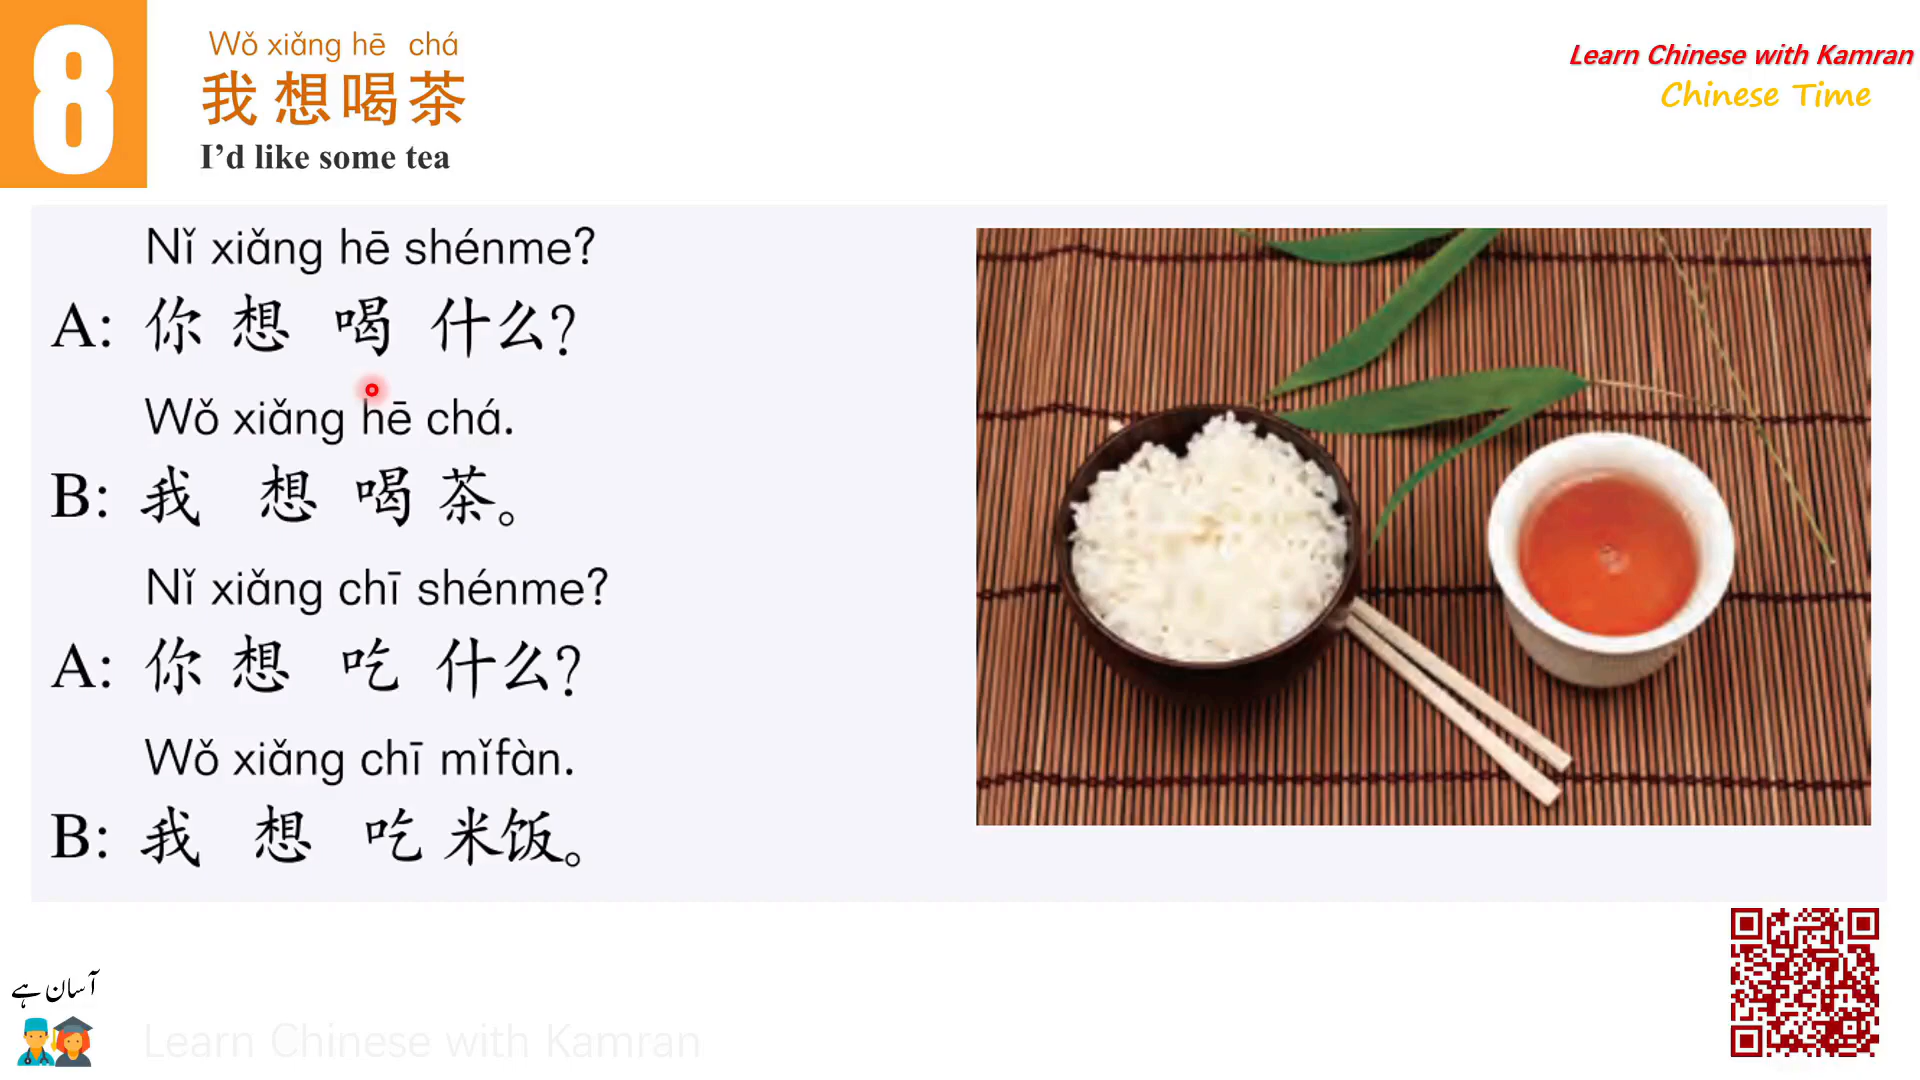 8
Wǒ xiǎng hē chá
我想喝茶
I'd like some tea
Learn Chinese with Kamran
Chinese Time
Nǐ xiǎng hē shénme?
A: 你想喝什么?
Wǒ xiǎng hē chá.
B: 我想喝茶。
Nǐ xiǎng chī shénme?
A: 你想吃什么?
Wǒ xiǎng chī mǐfàn.
B: 我想吃米饭。
آسان ہے
Learn Chinese with Kamran